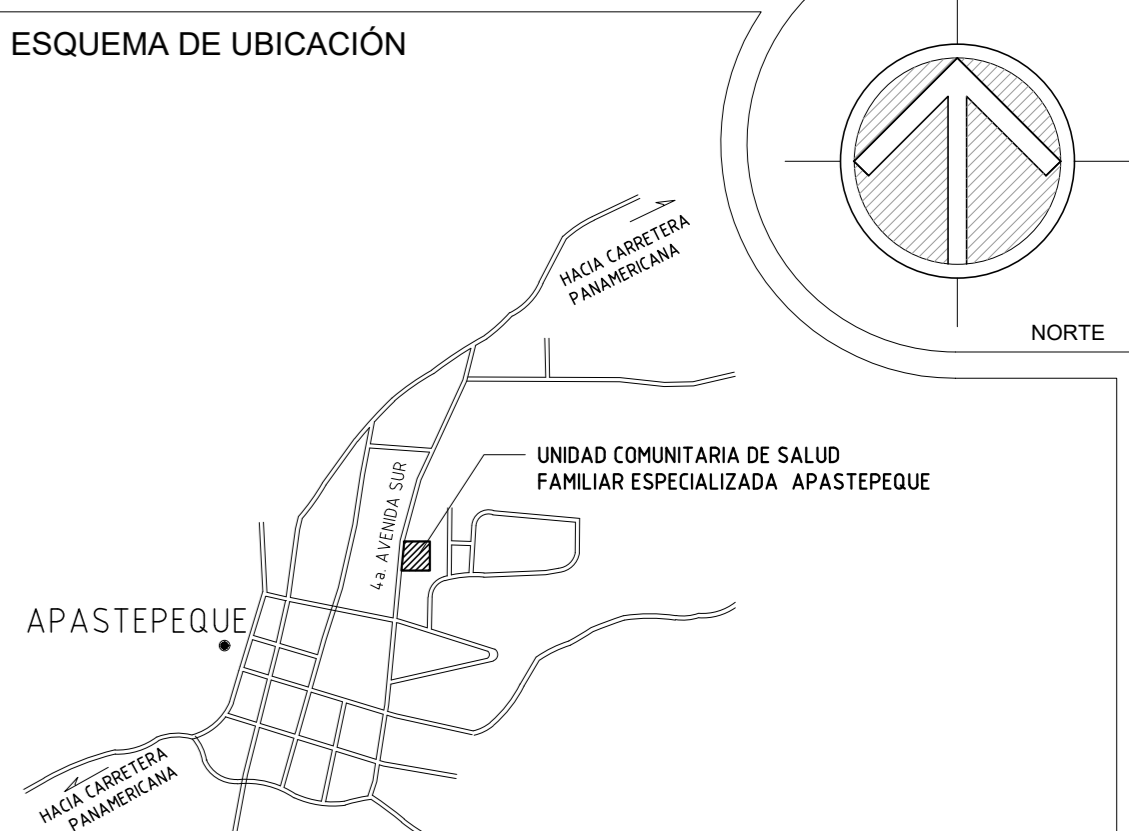 ESQUEMA DE UBICACIÓN
NORTE
HACIA CARRETERA
PANAMERICANA
UNIDAD COMUNITARIA DE SALUD
FAMILIAR ESPECIALIZADA APASTEPEQUE
4a. AVENIDA SUR
APASTEPEQUE
HACIA CARRETERA
PANAMERICANA